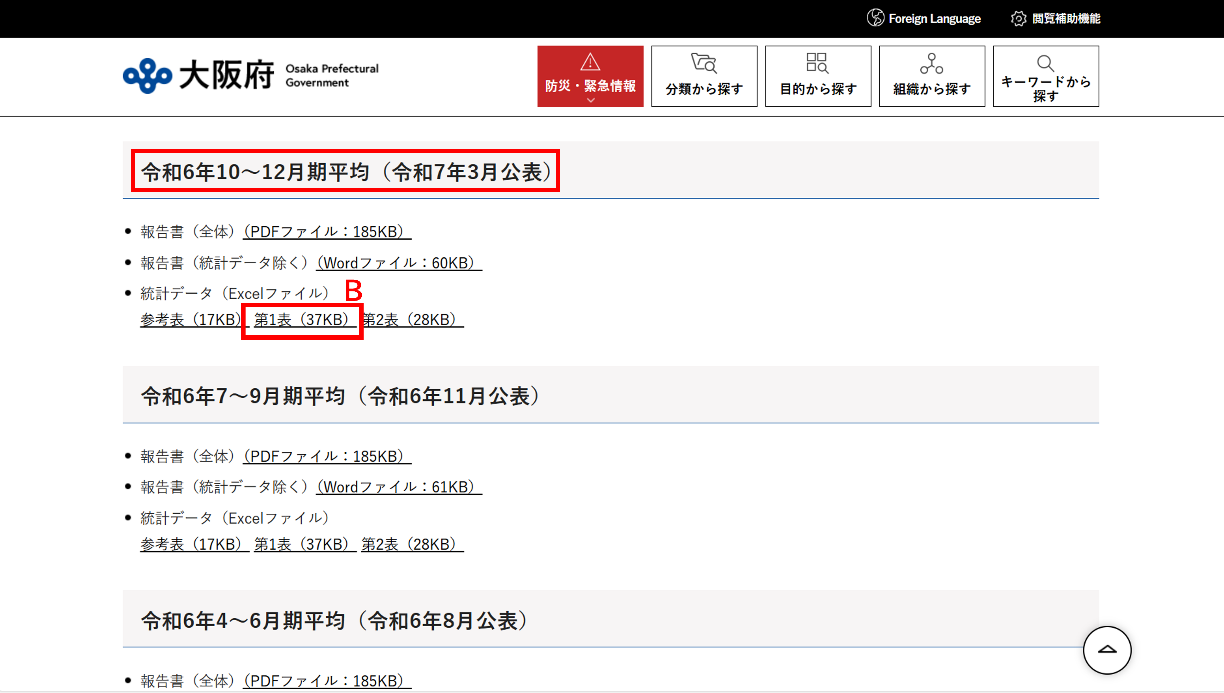 Foreign Language 閲覧補助機能
大阪府 Osaka Prefectural Government
防災・緊急情報
分類から探す
目的から探す
組織から探す
キーワードから探す
令和6年10～12月期平均（令和7年3月公表）
報告書（全体）（PDFファイル：185KB）
報告書（統計データ除く）（Wordファイル：60KB）
統計データ（Excelファイル） B
参考表（17KB） 第1表（37KB） 第2表（28KB）
令和6年7～9月期平均（令和6年11月公表）
報告書（全体）（PDFファイル：185KB）
報告書（統計データ除く）（Wordファイル：61KB）
統計データ（Excelファイル）
参考表（17KB） 第1表（37KB） 第2表（28KB）
令和6年4～6月期平均（令和6年8月公表）
報告書（全体）（PDFファイル：185KB）